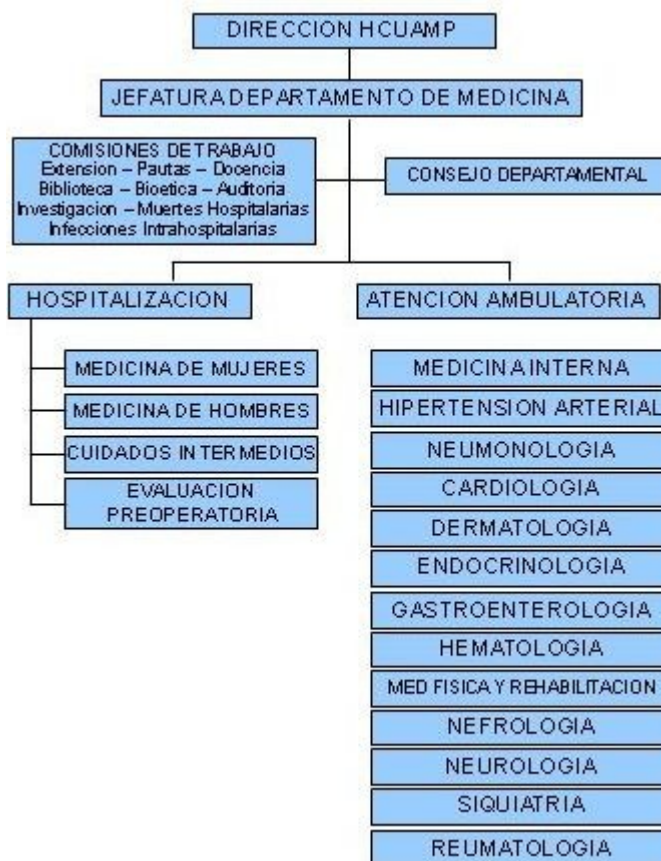 DIRECCION HCUAMP
JEFATURA DEPARTAMENTO DE MEDICINA
COMISIONES DE TRABAJO
Extension – Pautas – Docencia
Biblioteca – Bioetica – Auditoria
Investigacion – Muertes Hospitalarias
Infecciones Intrahospitalarias
CONSEJO DEPARTAMENTAL
HOSPITALIZACION
MEDICINA DE MUJERES
MEDICINA DE HOMBRES
CUIDADOS INTERMEDIOS
EVALUACION
PREOPERATORIA
ATENCION AMBULATORIA
MEDICINA INTERNA
HIPERTENSION ARTERIAL
NEUMONOLOGIA
CARDIOLOGIA
DERMATOLOGIA
ENDOCRINOLOGIA
GASTROENTEROLOGIA
HEMATOLOGIA
MED FISICA Y REHABILITACION
NEFROLOGIA
NEUROLOGIA
SIQUIATRIA
REUMATOLOGIA